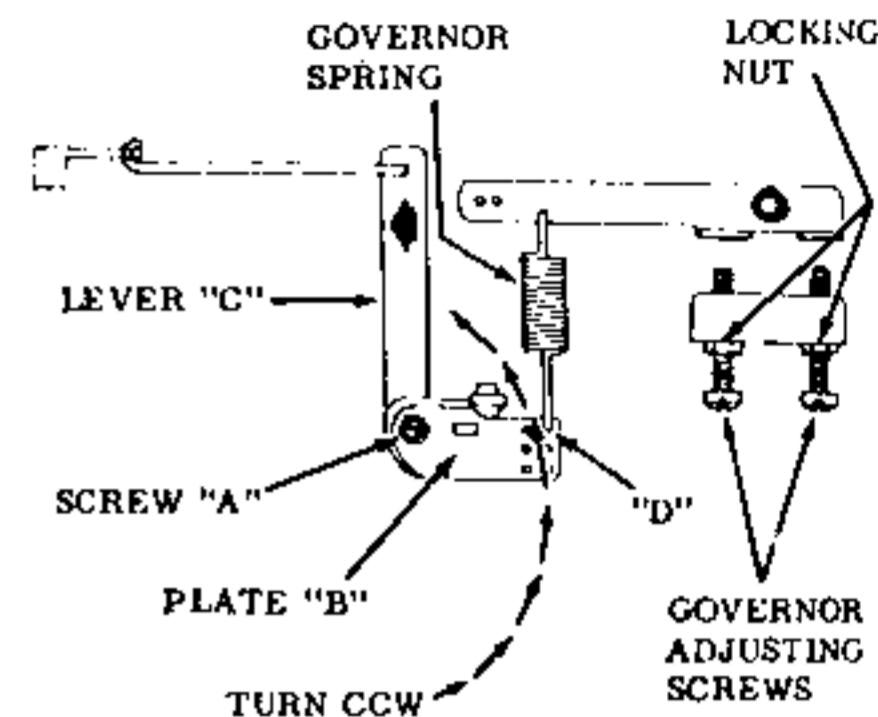 GOVERNOR
SPRING
LOCKING
NUT
LEVER "C"
SCREW "A"
"D"
PLATE "B"
GOVERNOR
ADJUSTING
SCREWS
TURN CCW